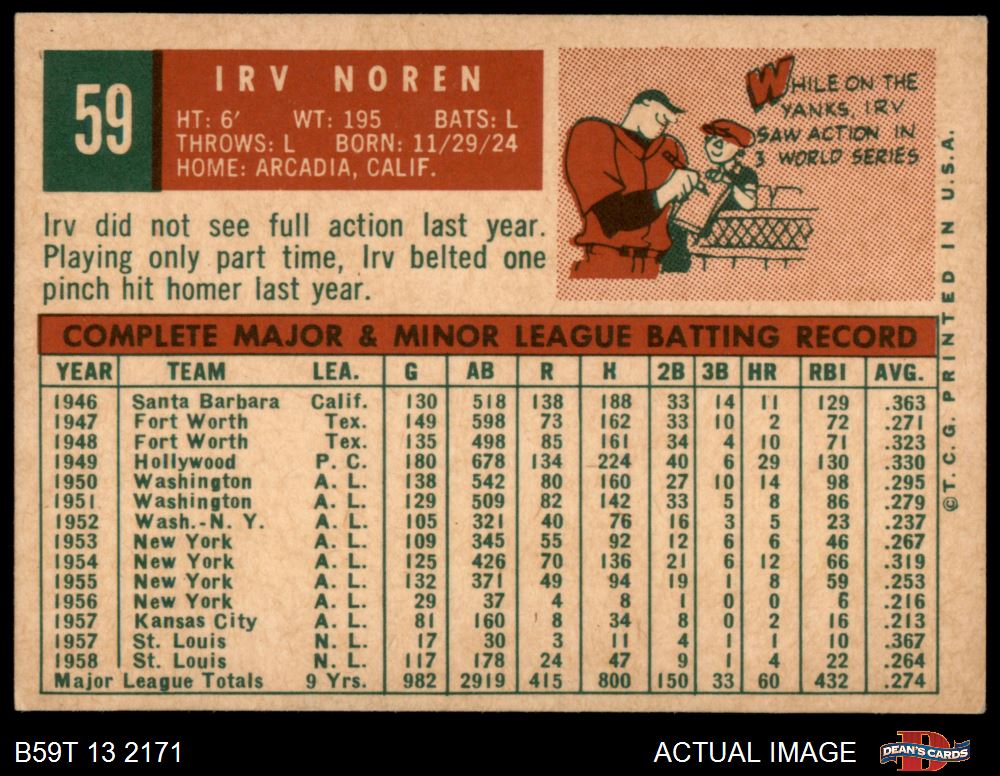 59
IRV NOREN
HT: 6' WT: 195 BATS: L
THROWS: L BORN: 11/29/24
HOME: ARCADIA, CALIF.
WHILE ON THE
YANKS, IRV
SAW ACTION IN
3 WORLD SERIES
Irv did not see full action last year.
Playing only part time, Irv belted one
pinch hit homer last year.
COMPLETE MAJOR & MINOR LEAGUE BATTING RECORD
YEAR TEAM LEA. G AB R H 2B 3B HR RBI AVG.
1946 Santa Barbara Calif. 130 518 138 188 33 14 11 129 .363
1947 Fort Worth Tex. 149 598 73 162 33 10 2 72 .271
1948 Fort Worth Tex. 135 498 85 161 34 4 10 71 .323
1949 Hollywood P. C. 180 678 134 224 40 6 29 130 .330
1950 Washington A. L. 138 542 80 160 27 10 14 98 .295
1951 Washington A. L. 129 509 82 142 33 5 8 86 .279
1952 Wash.-N. Y. A. L. 105 321 40 76 16 3 5 23 .237
1953 New York A. L. 109 345 55 92 12 6 6 46 .267
1954 New York A. L. 125 426 70 136 21 6 12 66 .319
1955 New York A. L. 132 371 49 94 19 1 8 59 .253
1956 New York A. L. 29 37 4 8 1 0 0 6 .216
1957 Kansas City A. L. 81 160 8 34 8 0 2 16 .213
1957 St. Louis N. L. 17 30 3 11 4 1 1 10 .367
1958 St. Louis N. L. 117 178 24 47 9 1 4 22 .264
Major League Totals 9 Yrs. 982 2919 415 800 150 33 60 432 .274
© T. C. G. PRINTED IN U. S. A.
B59T 13 2171
ACTUAL IMAGE
D
DEAN'S CARDS